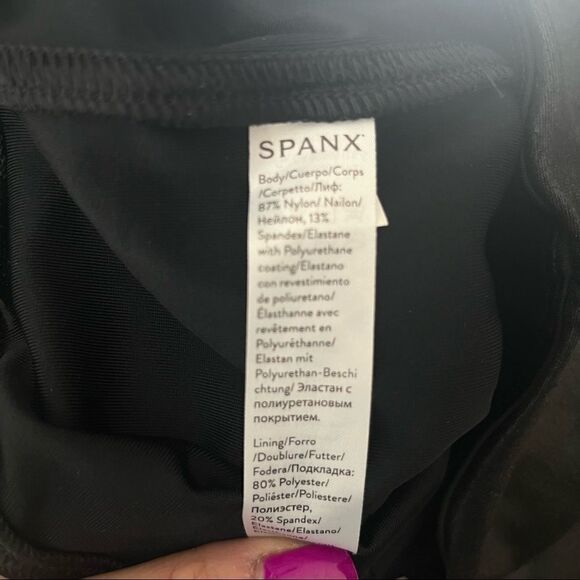 SPANX
Body/Cuerpo/Corps
/Corpetto/Лиф:
87% Nylon/ Nailon/
Нейлон, 13%
Spandex/Elastane
with Polyurethane
coating/Elastano
con revestimiento
de poliuretano/
Élasthanne avec
revêtement en
Polyuréthanne/
Elastan mit
Polyurethan-Beschi
chtung/ Эластан с
полиуретановым
покрытием.
Lining/Forro
/Doublure/Futter/
Fodera/Подкладка:
80% Polyester/
Poliéster/Poliestere/
Полиэстер,
20% Spandex/
Elastane/Elastano/